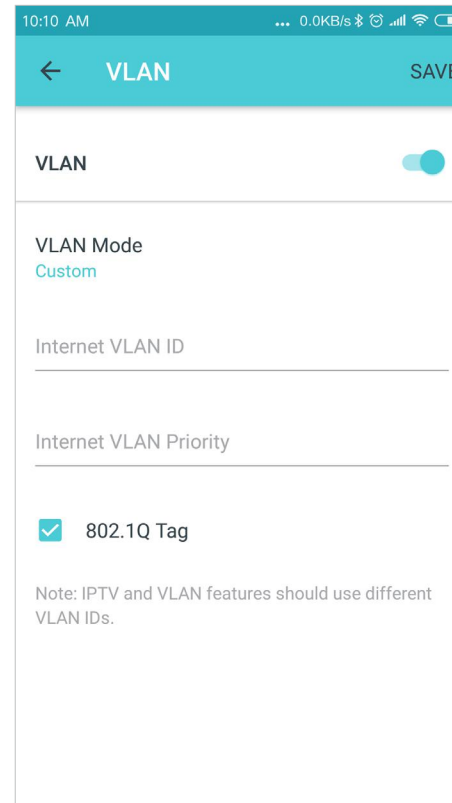 10:10 AM ... 0.0KB/s
VLAN SAVE
VLAN
VLAN Mode
Custom
Internet VLAN ID
Internet VLAN Priority
802.1Q Tag
Note: IPTV and VLAN features should use different
VLAN IDs.